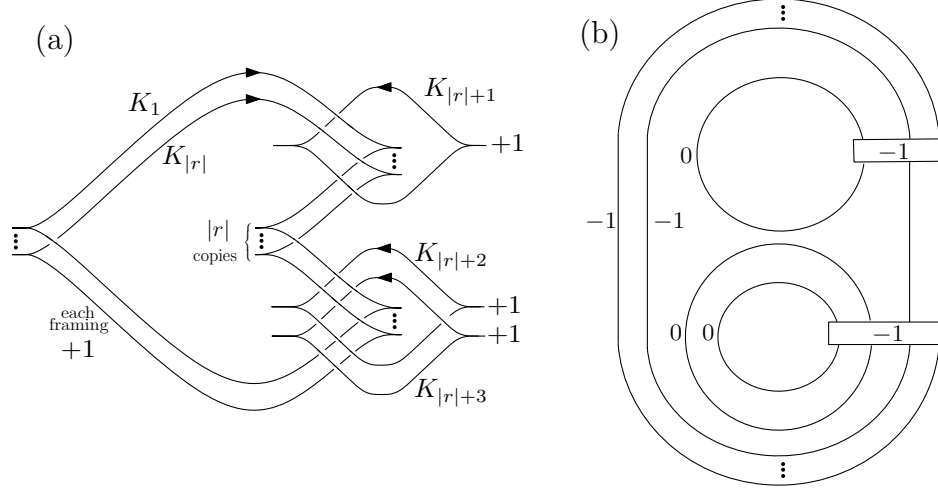 (a)
K_1
K_{|r|}
K_{|r|+1}
+1
|r|
copies
{
K_{|r|+2}
+1
+1
each
framing
+1
K_{|r|+3}
(b)
0
−1
−1
−1
0
0
−1